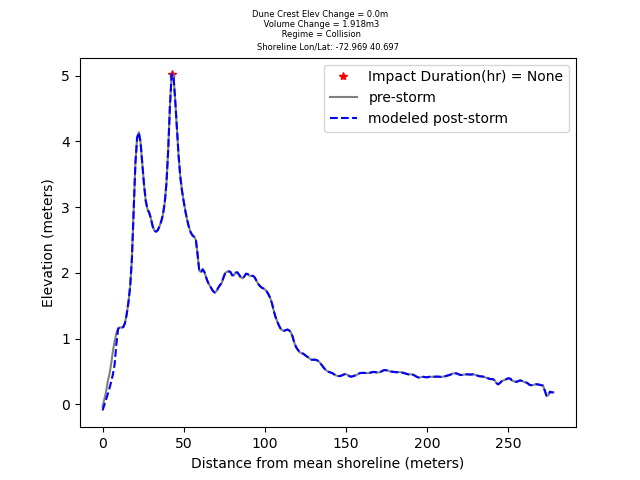 Dune Crest Elev Change = 0.0m
Volume Change = 1.918m3
Regime = Collision
Shoreline Lon/Lat: -72.969 40.697
Impact Duration(hr) = None
pre-storm
modeled post-storm
Elevation (meters)
5
4
3
2
1
0
0 50 100 150 200 250
Distance from mean shoreline (meters)